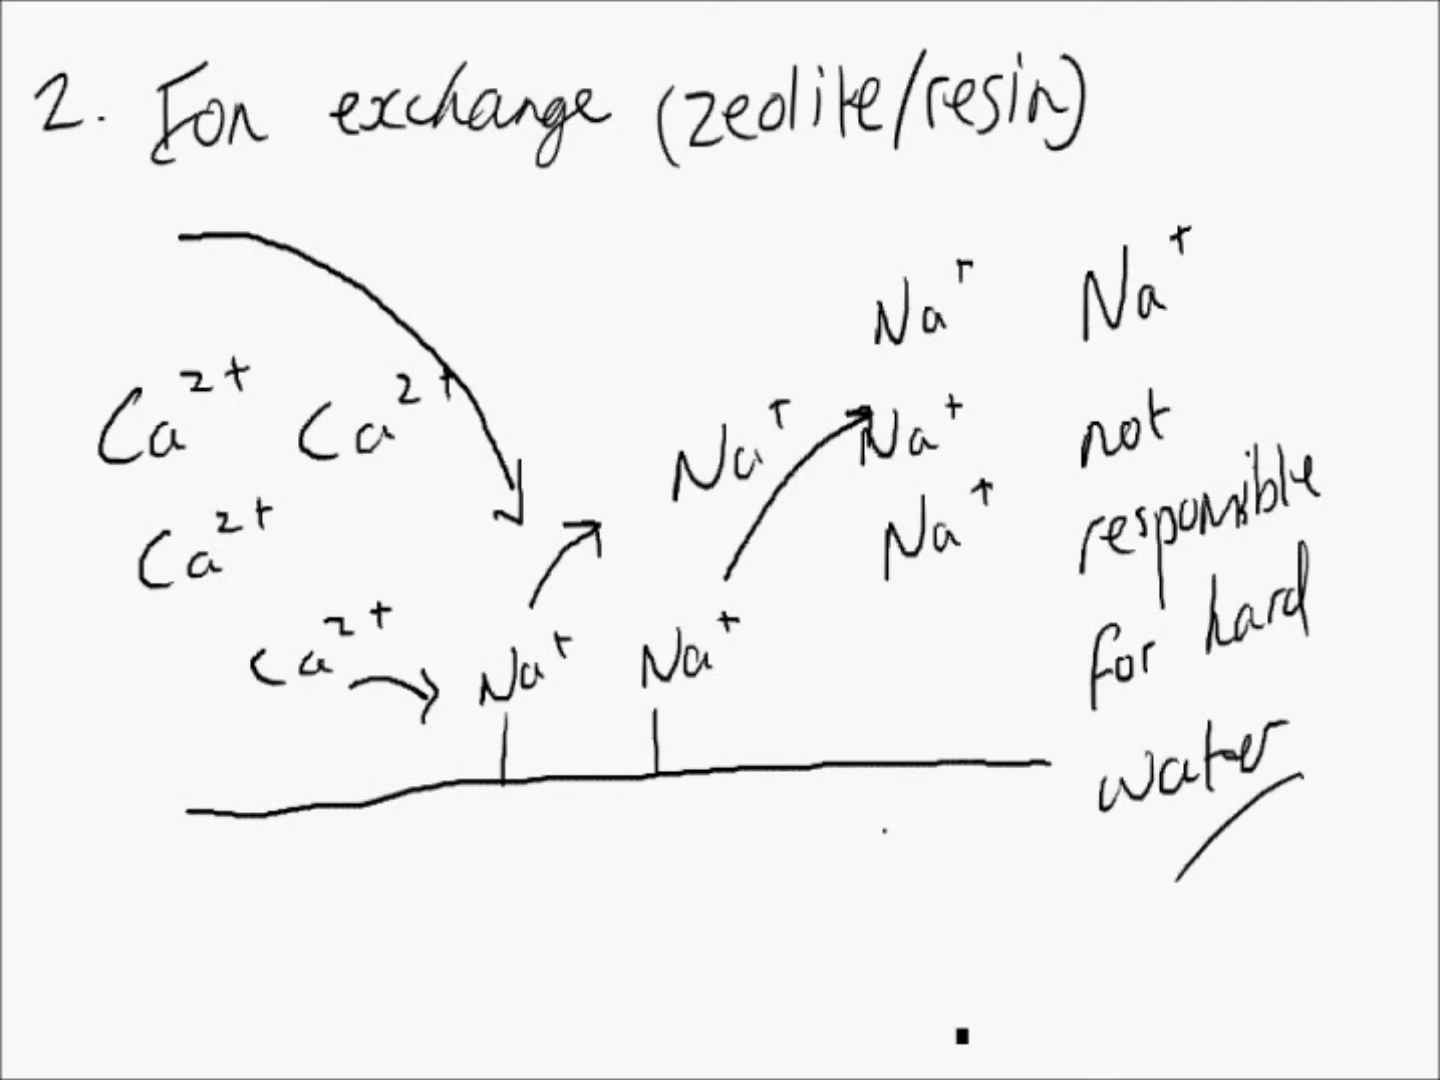 2. Ion exchange (zeolite/resin)
Na⁺ Na⁺
Ca²⁺ Ca²⁺ Na⁺ Na⁺
Ca²⁺ Na⁺
Ca²⁺ Na⁺ Na⁺
not
responsible
for hard
water